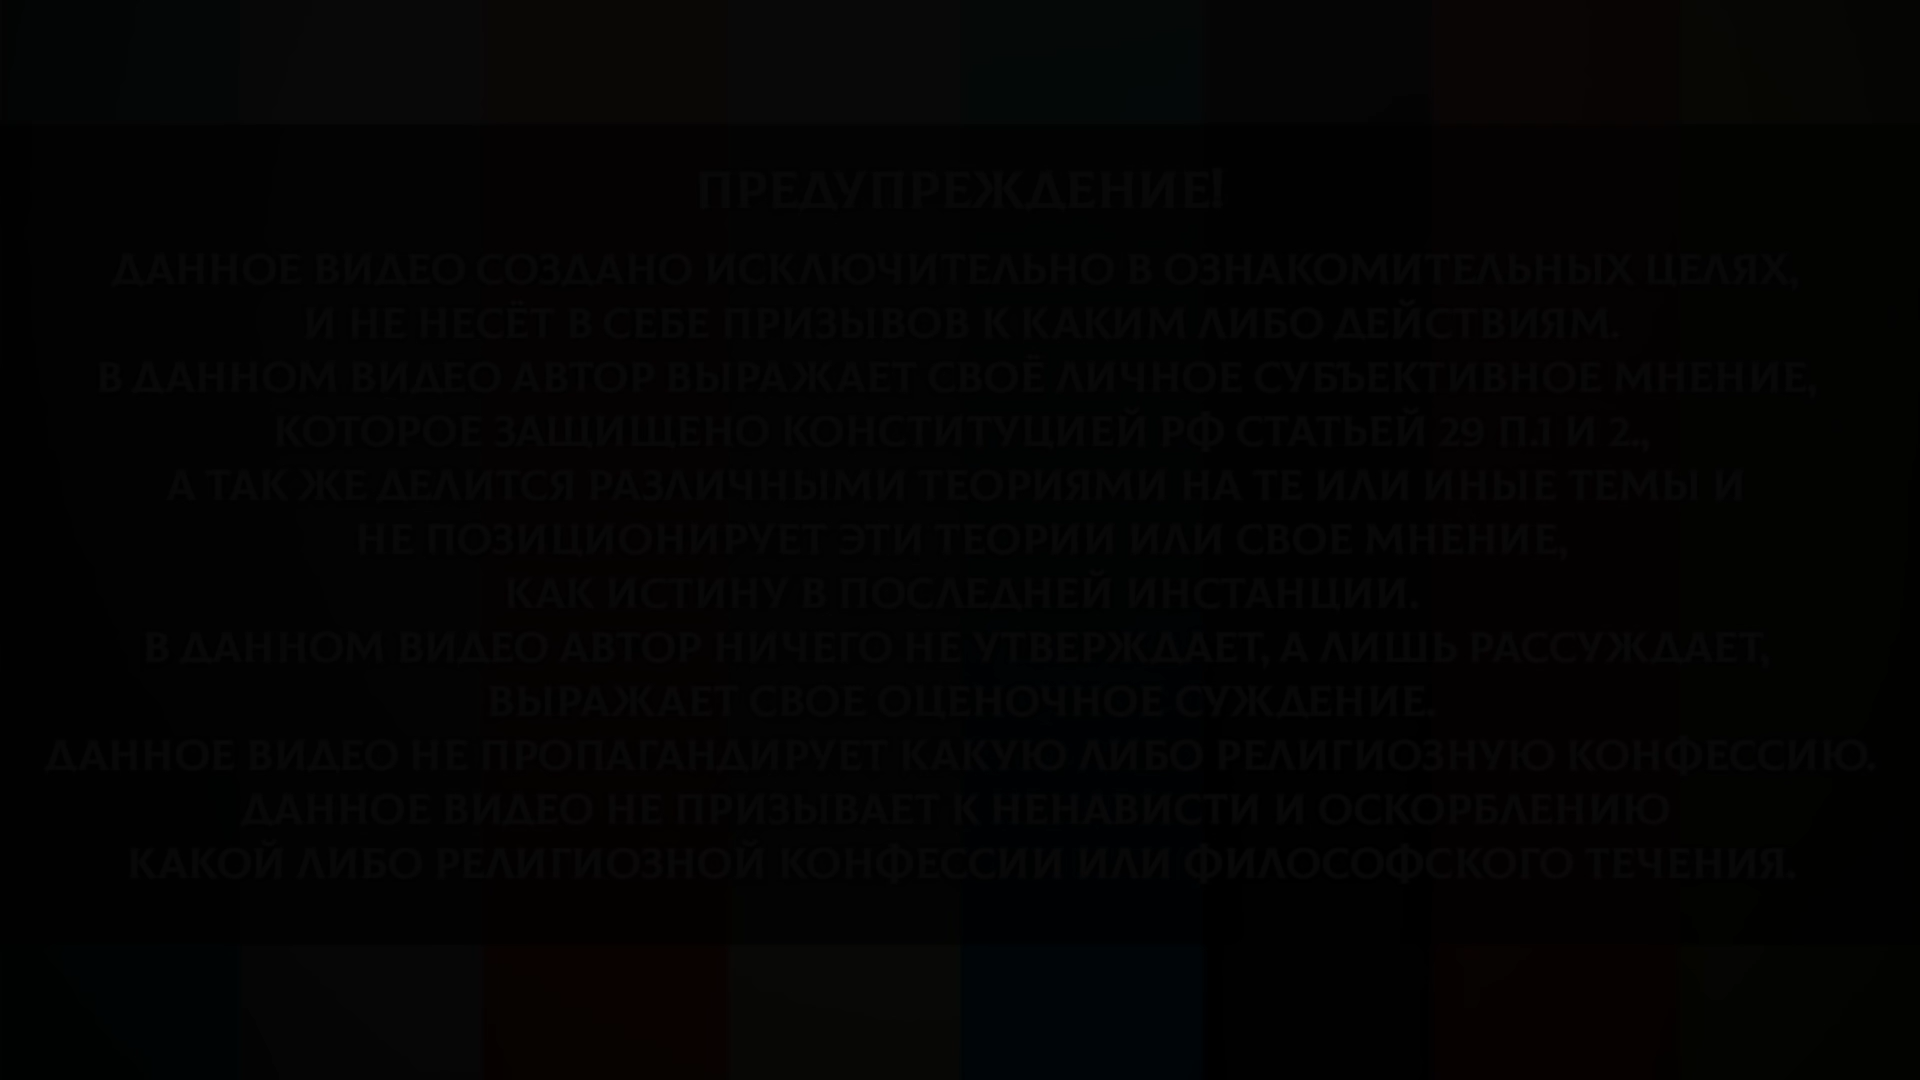 ПРЕДУПРЕЖДЕНИЕ!
ДАННОЕ ВИДЕО СОЗДАНО ИСКЛЮЧИТЕЛЬНО В ОЗНАКОМИТЕЛЬНЫХ ЦЕЛЯХ,
И НЕ НЕСЁТ В СЕБЕ ПРИЗЫВОВ К КАКИМ ЛИБО ДЕЙСТВИЯМ.
В ДАННОМ ВИДЕО АВТОР ВЫРАЖАЕТ СВОЁ ЛИЧНОЕ СУБЪЕКТИВНОЕ МНЕНИЕ,
КОТОРОЕ ЗАЩИЩЕНО КОНСТИТУЦИЕЙ РФ СТАТЬЕЙ 29 П.1 И 2.,
А ТАК ЖЕ ДЕЛИТСЯ РАЗЛИЧНЫМИ ТЕОРИЯМИ НА ТЕ ИЛИ ИНЫЕ ТЕМЫ И
НЕ ПОЗИЦИОНИРУЕТ ЭТИ ТЕОРИИ ИЛИ СВОЕ МНЕНИЕ,
КАК ИСТИНУ В ПОСЛЕДНЕЙ ИНСТАНЦИИ.
В ДАННОМ ВИДЕО АВТОР НИЧЕГО НЕ УТВЕРЖДАЕТ, А ЛИШЬ РАССУЖДАЕТ,
ВЫРАЖАЕТ СВОЕ ОЦЕНОЧНОЕ СУЖДЕНИЕ.
ДАННОЕ ВИДЕО НЕ ПРОПАГАНДИРУЕТ КАКУЮ ЛИБО РЕЛИГИОЗНУЮ КОНФЕССИЮ.
ДАННОЕ ВИДЕО НЕ ПРИЗЫВАЕТ К НЕНАВИСТИ И ОСКОРБЛЕНИЮ
КАКОЙ ЛИБО РЕЛИГИОЗНОЙ КОНФЕССИИ ИЛИ ФИЛОСОФСКОГО ТЕЧЕНИЯ.